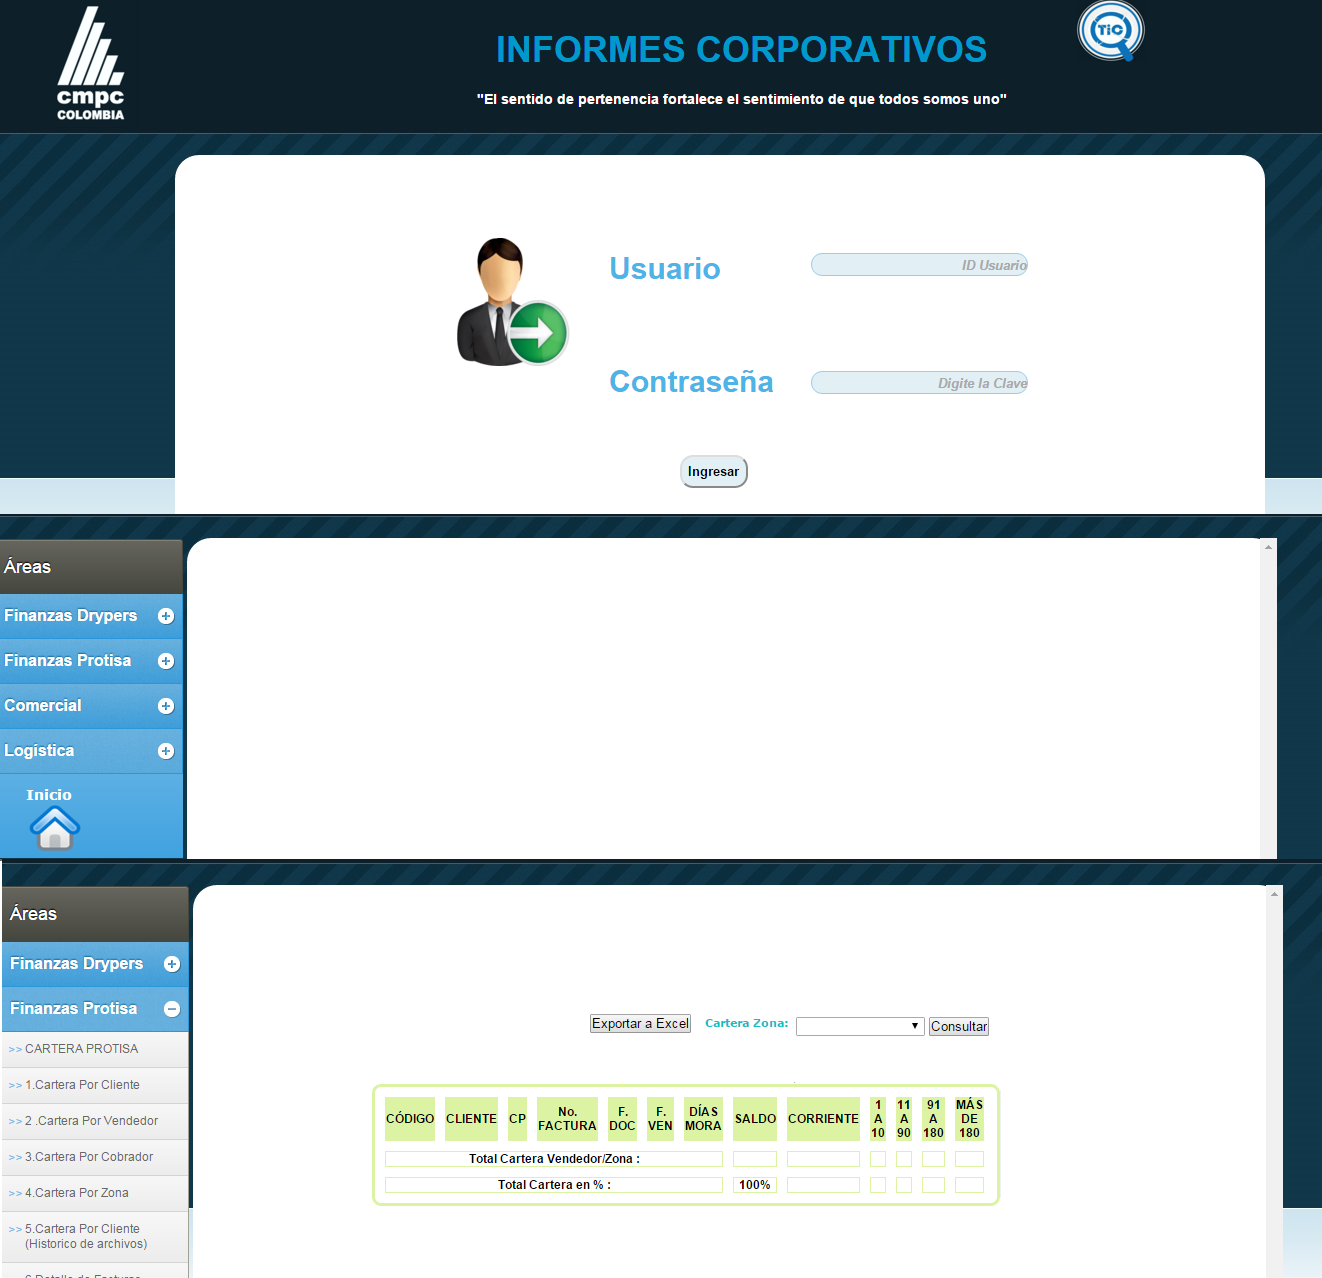 cmpc
COLOMBIA
INFORMES CORPORATIVOS
TiC
"El sentido de pertenencia fortalece el sentimiento de que todos somos uno"
Usuario
ID Usuario
Contraseña
Digite la Clave
Ingresar
Áreas
Finanzas Drypers
Finanzas Protisa
Comercial
Logística
Inicio
Áreas
Finanzas Drypers
Finanzas Protisa
>> CARTERA PROTISA
>> 1.Cartera Por Cliente
>> 2 .Cartera Por Vendedor
>> 3.Cartera Por Cobrador
>> 4.Cartera Por Zona
>> 5.Cartera Por Cliente
(Historico de archivos)
6.Detalle de Facturas
Exportar a Excel Cartera Zona: Consultar
CÓDIGO CLIENTE CP No. FACTURA F. DOC F. VEN DÍAS MORA SALDO CORRIENTE 1 A 10 11 A 90 91 A 180 MÁS DE 180
Total Cartera Vendedor/Zona :
Total Cartera en % : 100%